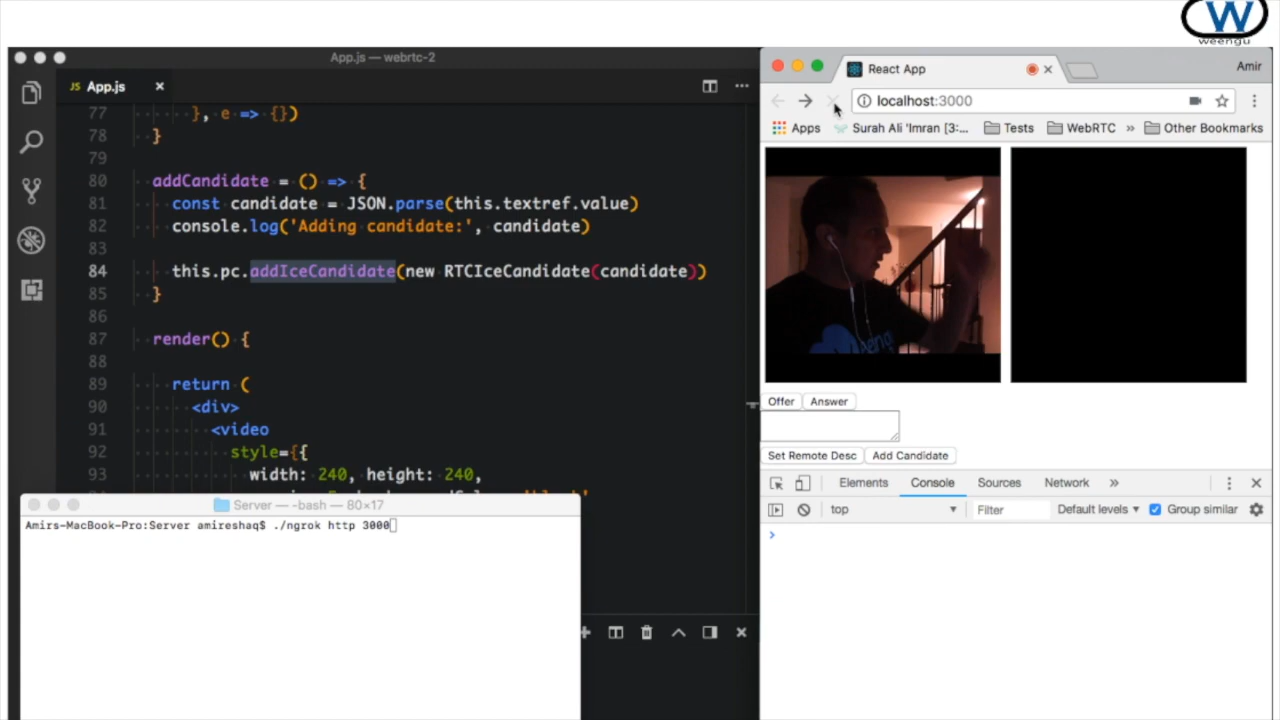 W
weengu
App.js — webrtc-2
JS App.js ×
77 }, e => {})
78 }
79
80 addCandidate = () => {
81 const candidate = JSON.parse(this.textref.value)
82 console.log('Adding candidate:', candidate)
83
84 this.pc.addIceCandidate(new RTCIceCandidate(candidate))
85 }
86
87 render() {
88
89 return (
90 <div>
91 <video
92 style={{
93 width: 240, height: 240,
Server — -bash — 80×17
Amirs-MacBook-Pro:Server amireshaq$ ./ngrok http 3000
React App
Amir
localhost:3000
Apps
Surah Ali 'Imran [3:...
Tests
WebRTC
»
Other Bookmarks
Offer
Answer
Set Remote Desc
Add Candidate
Elements
Console
Sources
Network
»
top
Filter
Default levels
Group similar